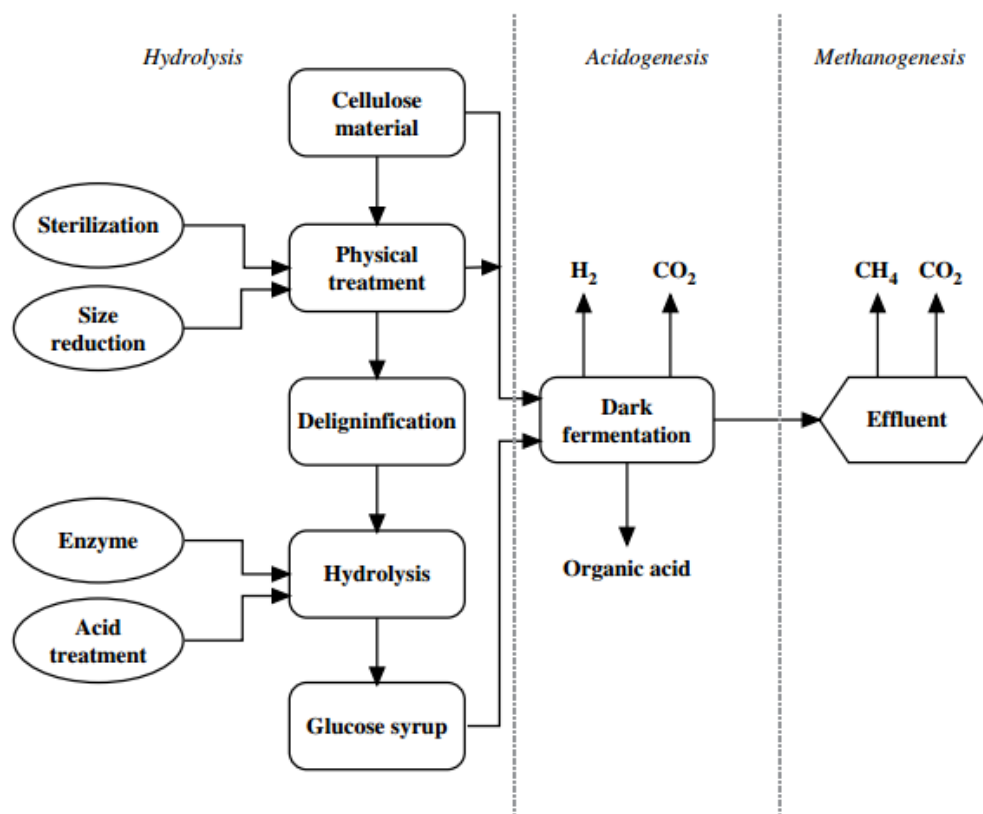 Hydrolysis
Acidogenesis
Methanogenesis
Cellulose
material
Sterilization
Physical
treatment
Size
reduction
H₂
CO₂
CH₄
CO₂
Deligninfication
Dark
fermentation
Effluent
Enzyme
Hydrolysis
Organic acid
Acid
treatment
Glucose syrup